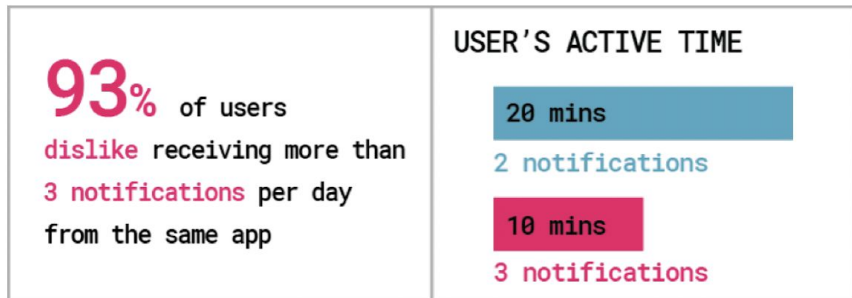 93% of users
dislike receiving more than
3 notifications per day
from the same app
USER’S ACTIVE TIME
20 mins
2 notifications
10 mins
3 notifications